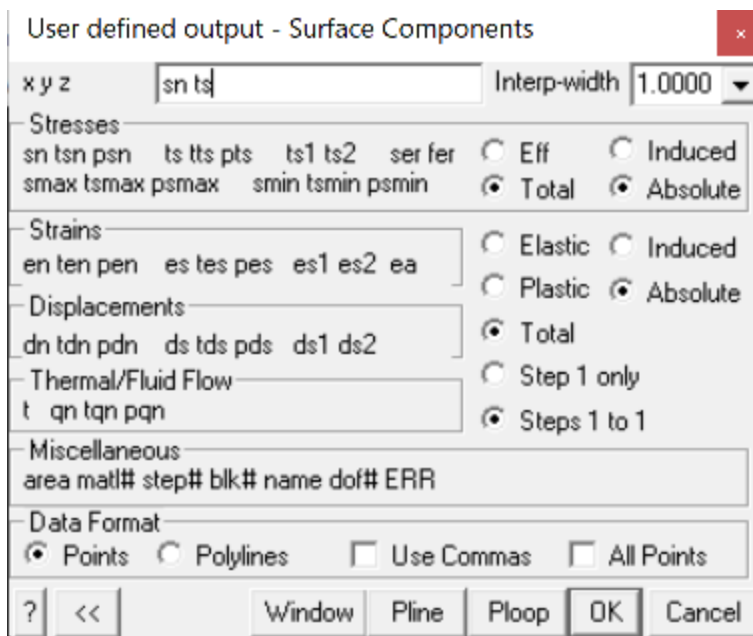 User defined output - Surface Components ×
x y z sn ts Interp-width 1.0000
Stresses
sn tsn psn ts tts pts ts1 ts2 ser fer Eff Induced
smax tsmax psmax smin tsmin psmin Total Absolute
Strains
en ten pen es tes pes es1 es2 ea Elastic Induced
Plastic Absolute
Displacements
dn tdn pdn ds tds pds ds1 ds2 Total
Thermal/Fluid Flow Step 1 only
t qn tqn pqn Steps 1 to 1
Miscellaneous
area matl# step# blk# name dof# ERR
Data Format
Points Polylines Use Commas All Points
? << Window Pline Ploop OK Cancel